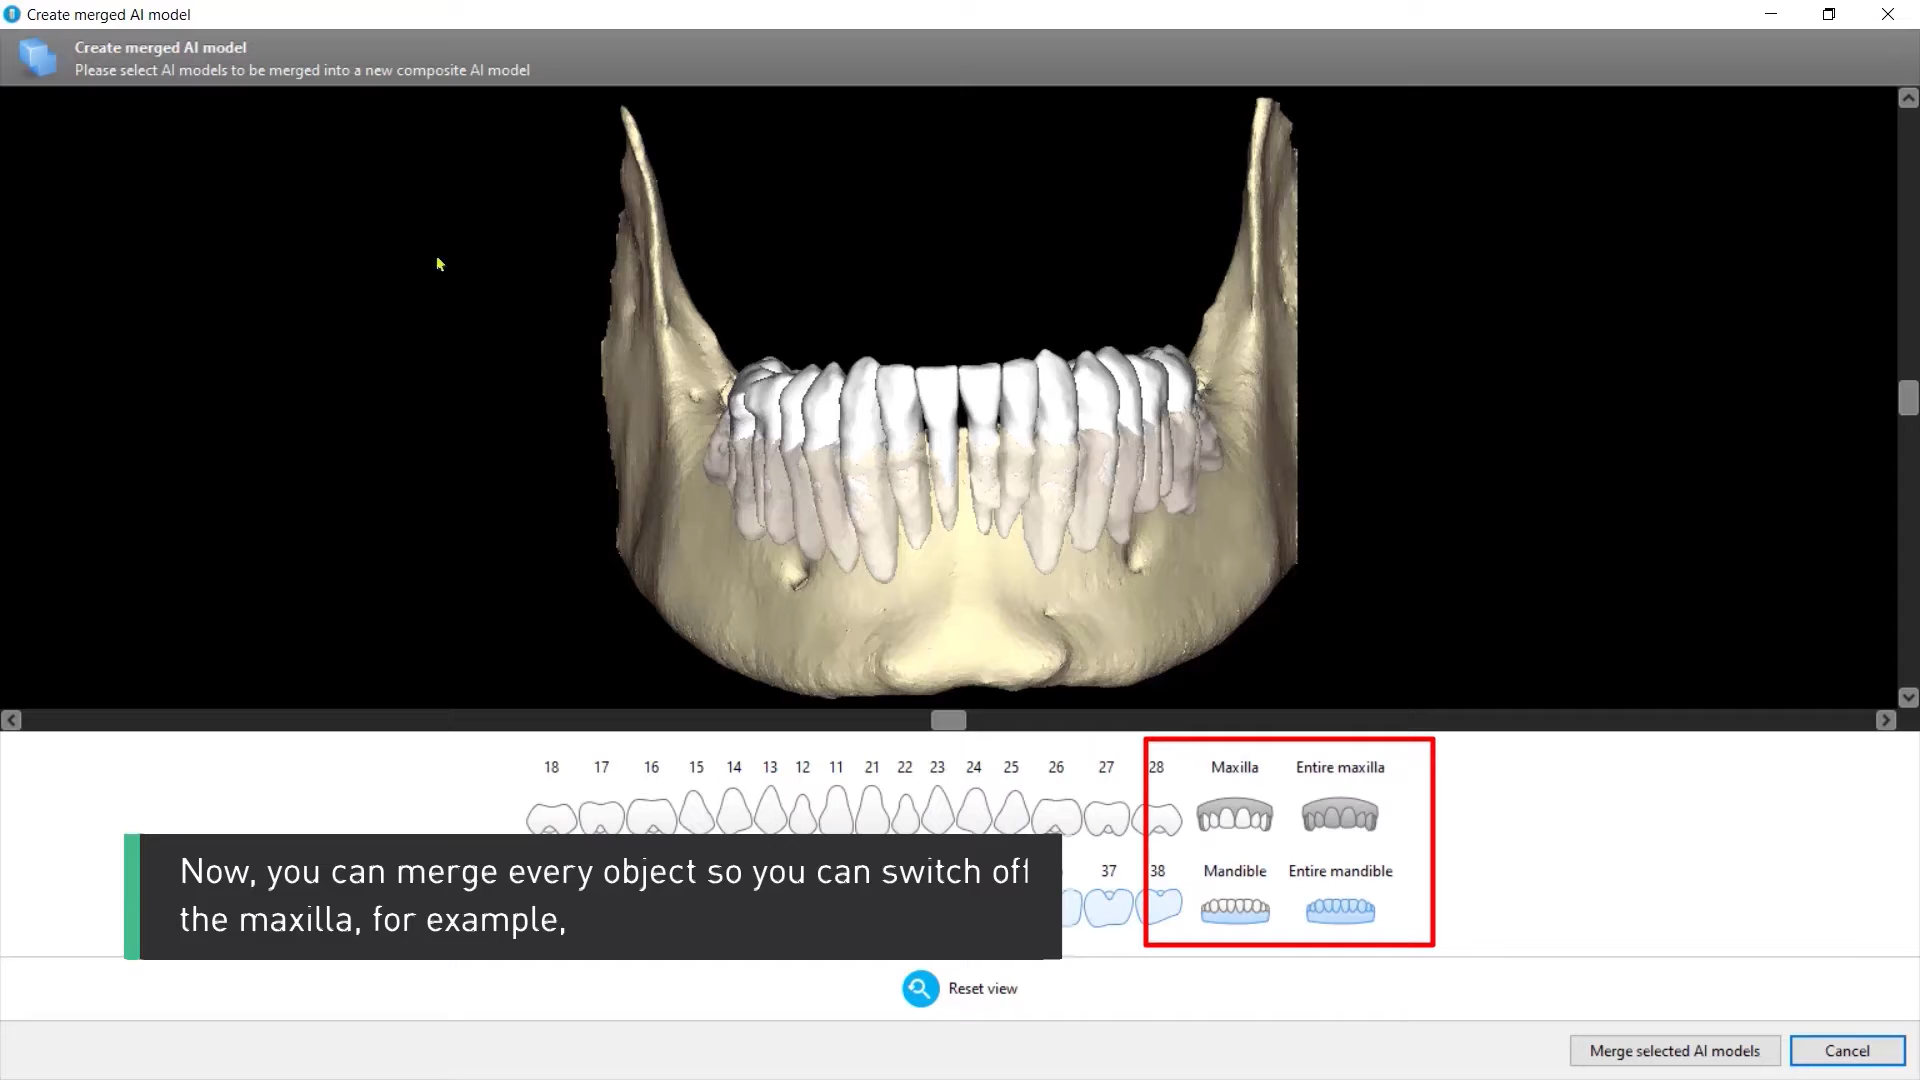 Create merged AI model
Create merged AI model
Please select AI models to be merged into a new composite AI model
18 17 16 15 14 13 12 11 21 22 23 24 25 26 27 28 Maxilla Entire maxilla
37 38 Mandible Entire mandible
Now, you can merge every object so you can switch off
the maxilla, for example,
Reset view
Merge selected AI models Cancel